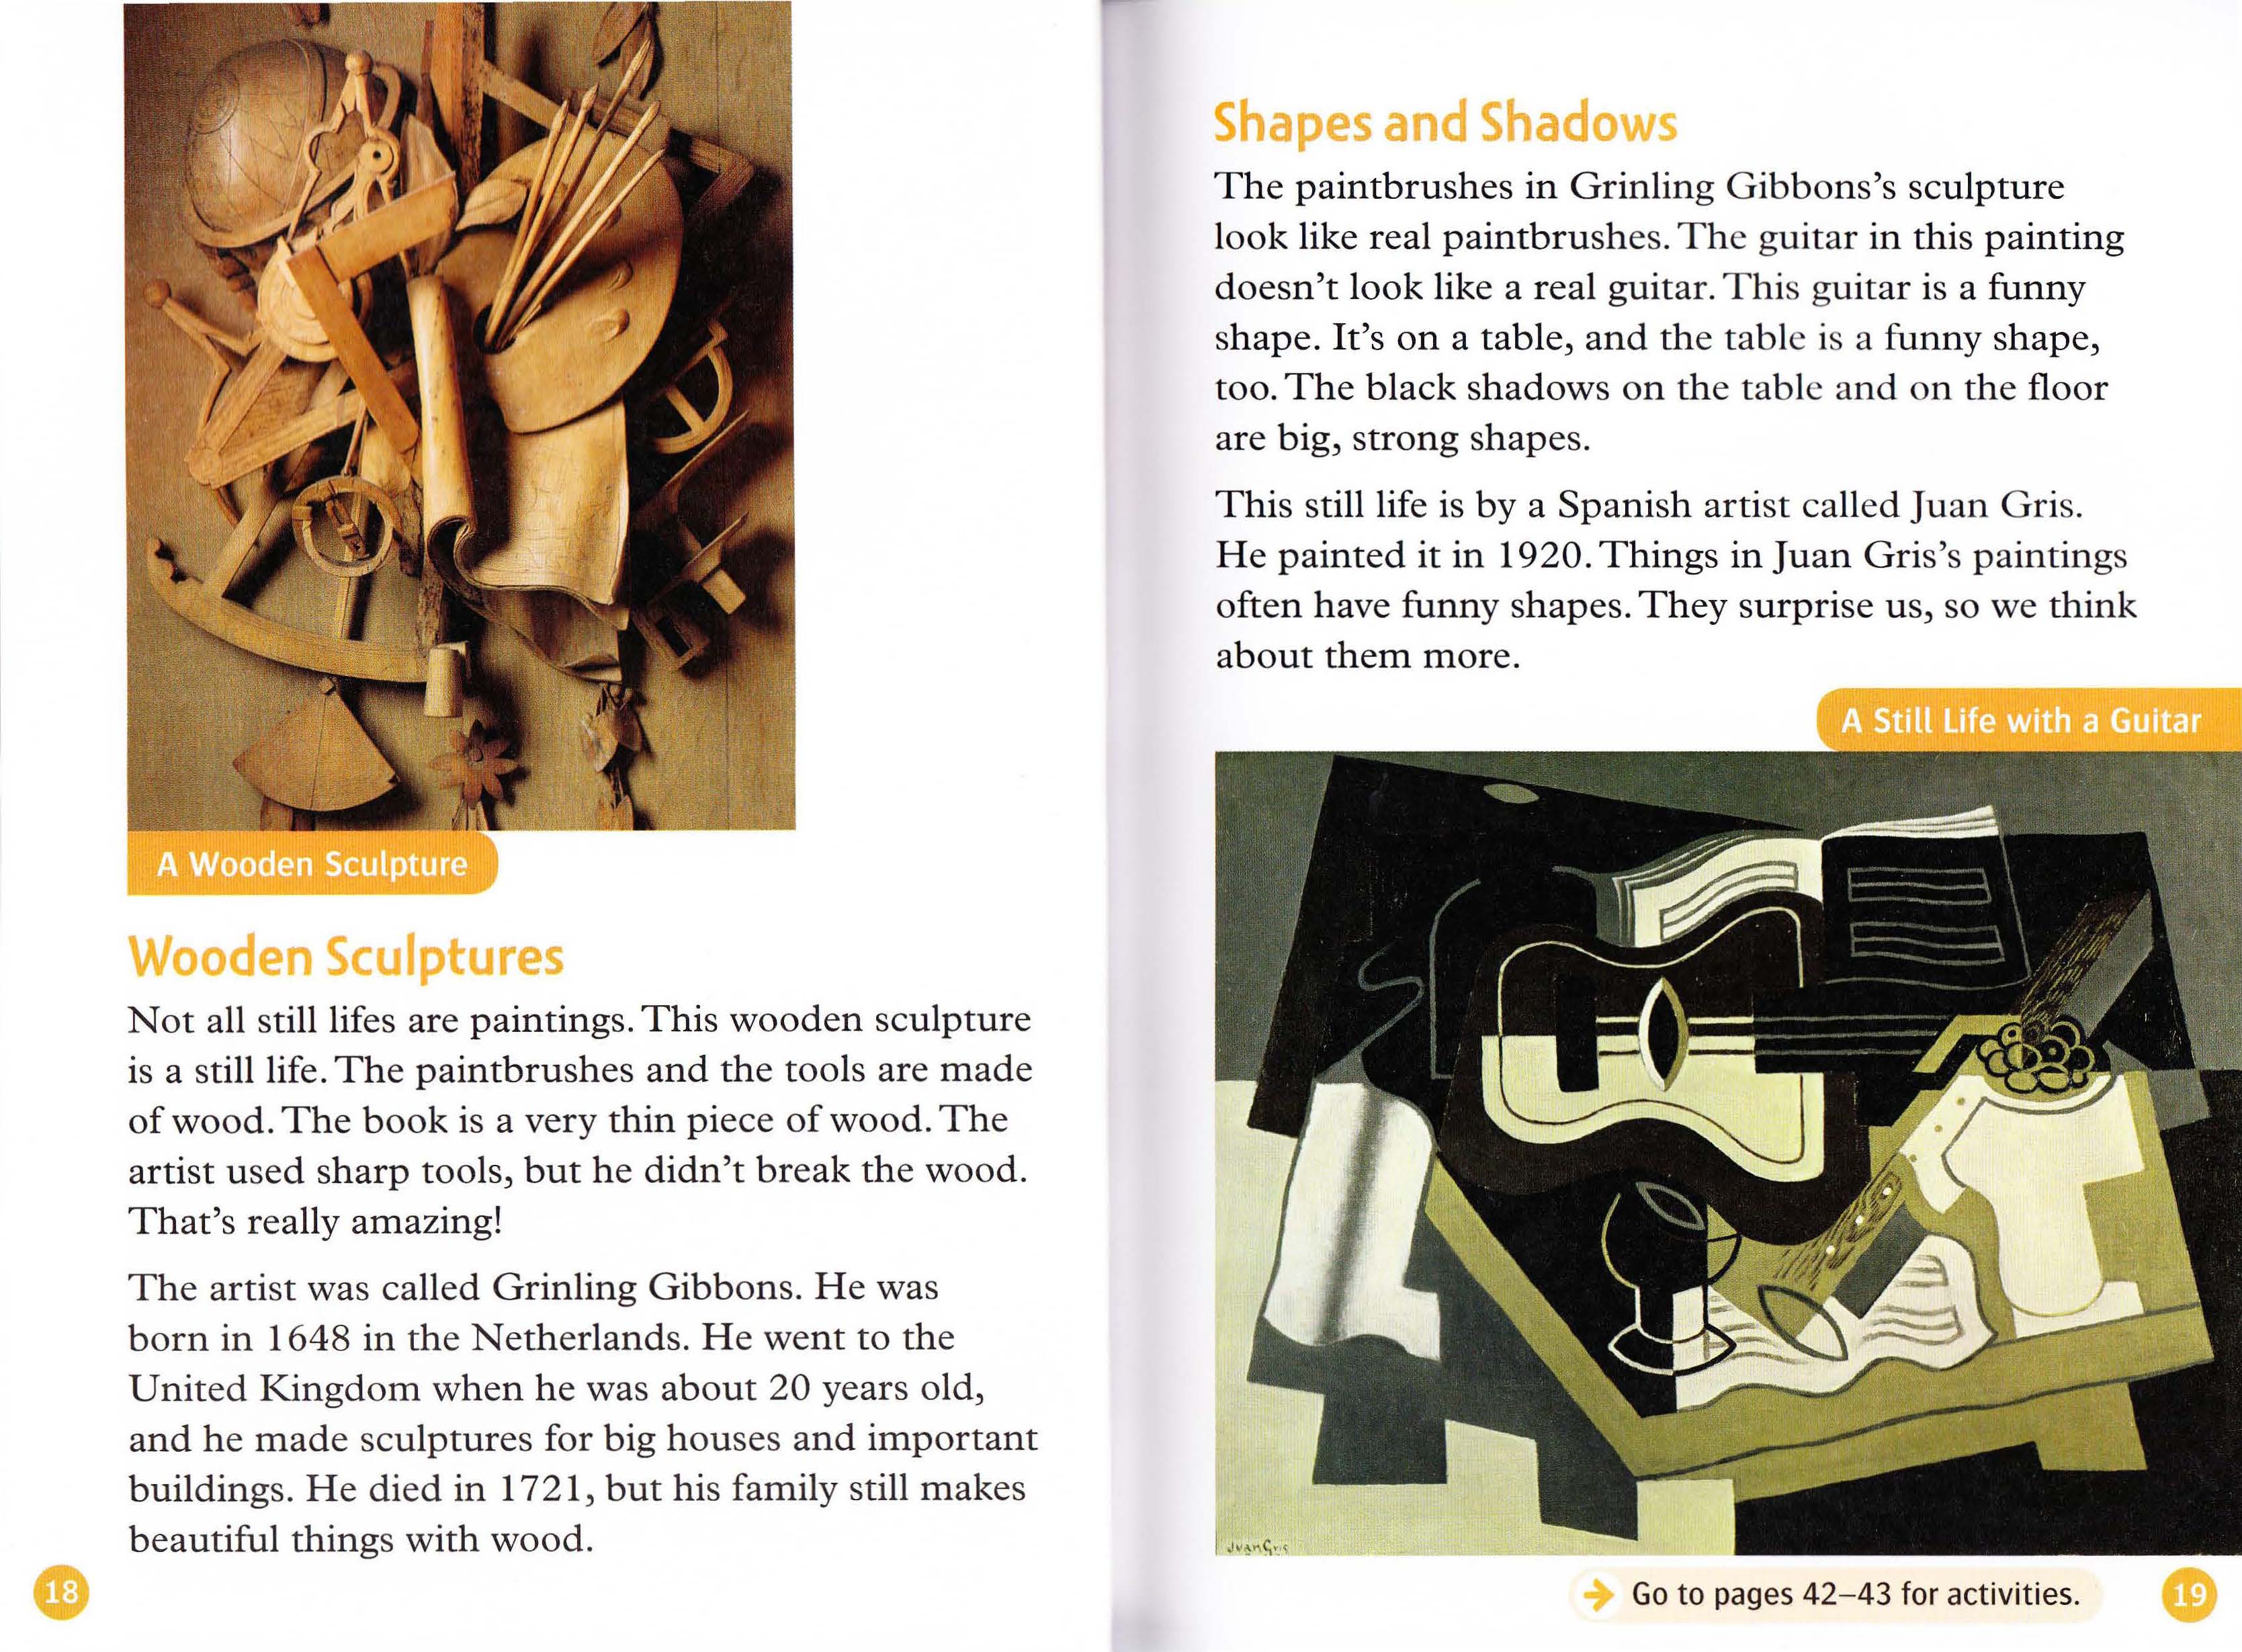 A Wooden Sculpture
Wooden Sculptures
Not all still lifes are paintings. This wooden sculpture
is a still life. The paintbrushes and the tools are made
of wood. The book is a very thin piece of wood. The
artist used sharp tools, but he didn't break the wood.
That's really amazing!
The artist was called Grinling Gibbons. He was
born in 1648 in the Netherlands. He went to the
United Kingdom when he was about 20 years old,
and he made sculptures for big houses and important
buildings. He died in 1721, but his family still makes
beautiful things with wood.
18
Shapes and Shadows
The paintbrushes in Grinling Gibbons's sculpture
look like real paintbrushes. The guitar in this painting
doesn't look like a real guitar. This guitar is a funny
shape. It's on a table, and the table is a funny shape,
too. The black shadows on the table and on the floor
are big, strong shapes.
This still life is by a Spanish artist called Juan Gris.
He painted it in 1920. Things in Juan Gris's paintings
often have funny shapes. They surprise us, so we think
about them more.
A Still Life with a Guitar
Juan Gris
Go to pages 42–43 for activities.
19